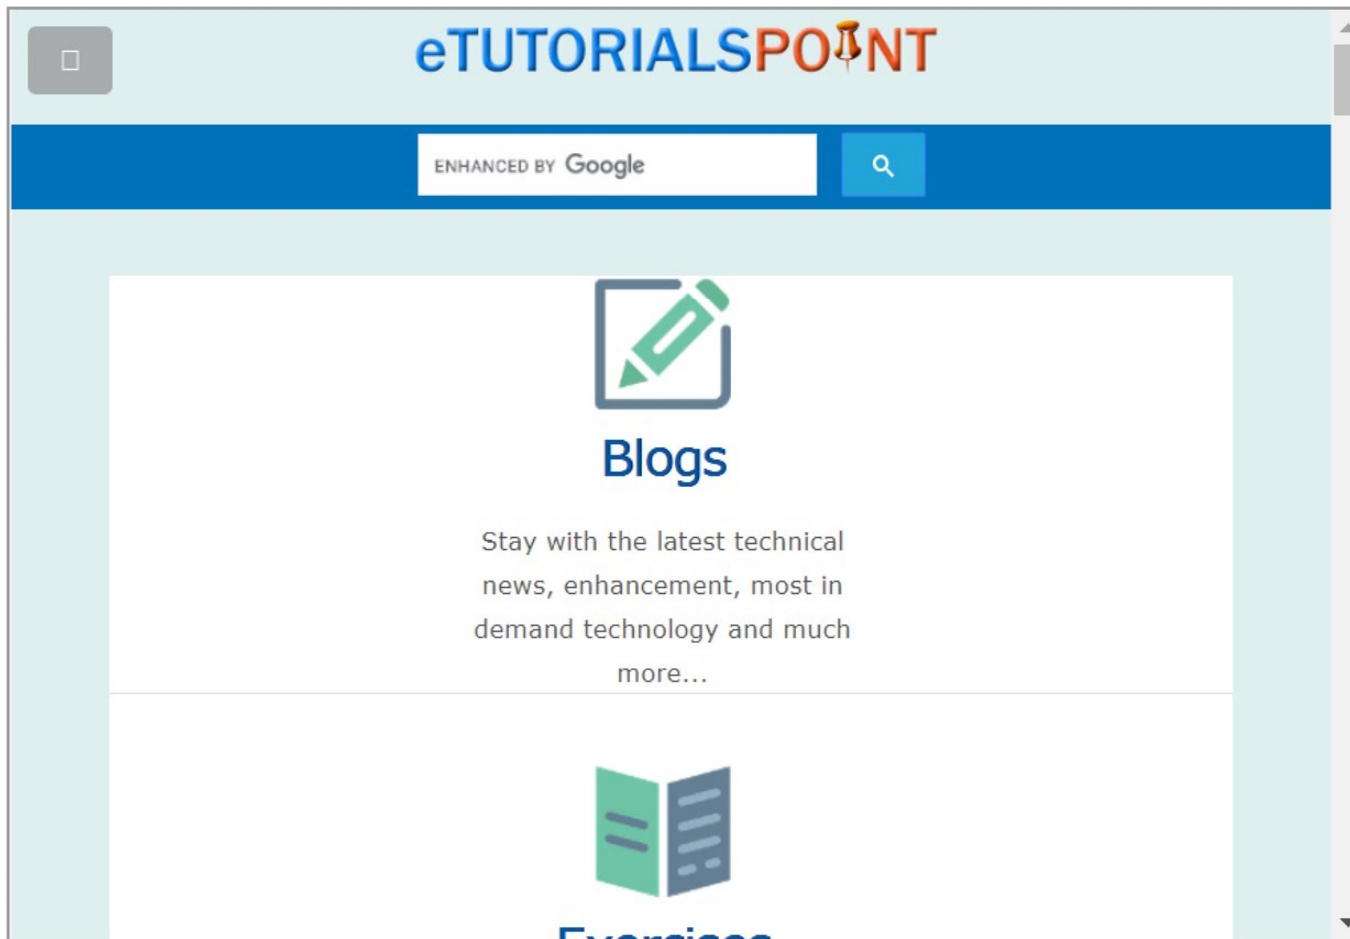 eTUTORIALSPOINT
ENHANCED BY Google
Blogs
Stay with the latest technical
news, enhancement, most in
demand technology and much
more...
Exercises